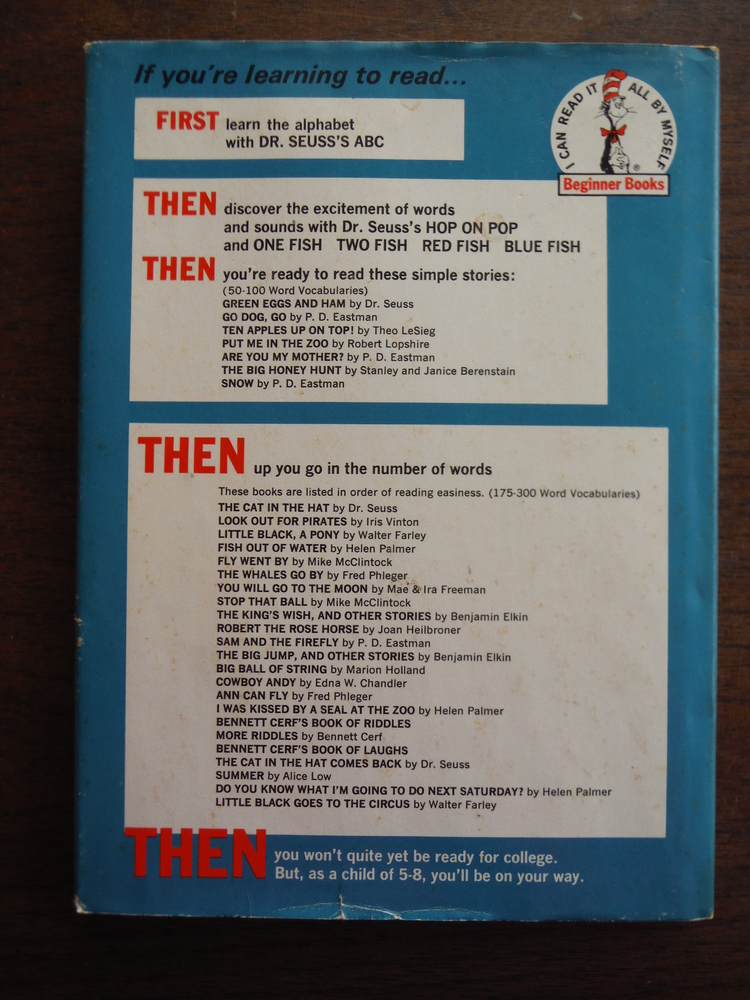 If you're learning to read...
I CAN READ IT ALL BY MYSELF
®
Beginner Books
FIRST learn the alphabet
with DR. SEUSS'S ABC
THEN discover the excitement of words
and sounds with Dr. Seuss's HOP ON POP
and ONE FISH TWO FISH RED FISH BLUE FISH
THEN you're ready to read these simple stories:
(50-100 Word Vocabularies)
GREEN EGGS AND HAM by Dr. Seuss
GO DOG, GO by P. D. Eastman
TEN APPLES UP ON TOP! by Theo LeSieg
PUT ME IN THE ZOO by Robert Lopshire
ARE YOU MY MOTHER? by P. D. Eastman
THE BIG HONEY HUNT by Stanley and Janice Berenstain
SNOW by P. D. Eastman
THEN up you go in the number of words
These books are listed in order of reading easiness. (175-300 Word Vocabularies)
THE CAT IN THE HAT by Dr. Seuss
LOOK OUT FOR PIRATES by Iris Vinton
LITTLE BLACK, A PONY by Walter Farley
FISH OUT OF WATER by Helen Palmer
FLY WENT BY by Mike McClintock
THE WHALES GO BY by Fred Phleger
YOU WILL GO TO THE MOON by Mae & Ira Freeman
STOP THAT BALL by Mike McClintock
THE KING'S WISH, AND OTHER STORIES by Benjamin Elkin
ROBERT THE ROSE HORSE by Joan Heilbroner
SAM AND THE FIREFLY by P. D. Eastman
THE BIG JUMP, AND OTHER STORIES by Benjamin Elkin
BIG BALL OF STRING by Marion Holland
COWBOY ANDY by Edna W. Chandler
ANN CAN FLY by Fred Phleger
I WAS KISSED BY A SEAL AT THE ZOO by Helen Palmer
BENNETT CERF'S BOOK OF RIDDLES
MORE RIDDLES by Bennett Cerf
BENNETT CERF'S BOOK OF LAUGHS
THE CAT IN THE HAT COMES BACK by Dr. Seuss
SUMMER by Alice Low
DO YOU KNOW WHAT I'M GOING TO DO NEXT SATURDAY? by Helen Palmer
LITTLE BLACK GOES TO THE CIRCUS by Walter Farley
THEN you won't quite yet be ready for college.
But, as a child of 5-8, you'll be on your way.